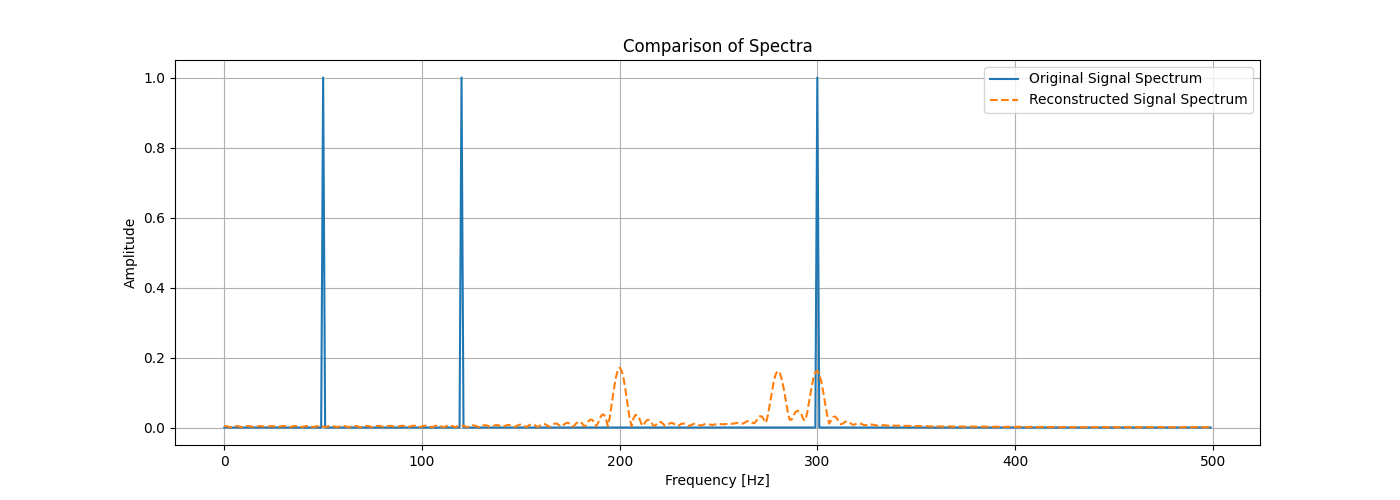 Comparison of Spectra
Original Signal Spectrum
Reconstructed Signal Spectrum
1.0
0.8
0.6
0.4
0.2
0.0
Amplitude
0 100 200 300 400 500
Frequency [Hz]